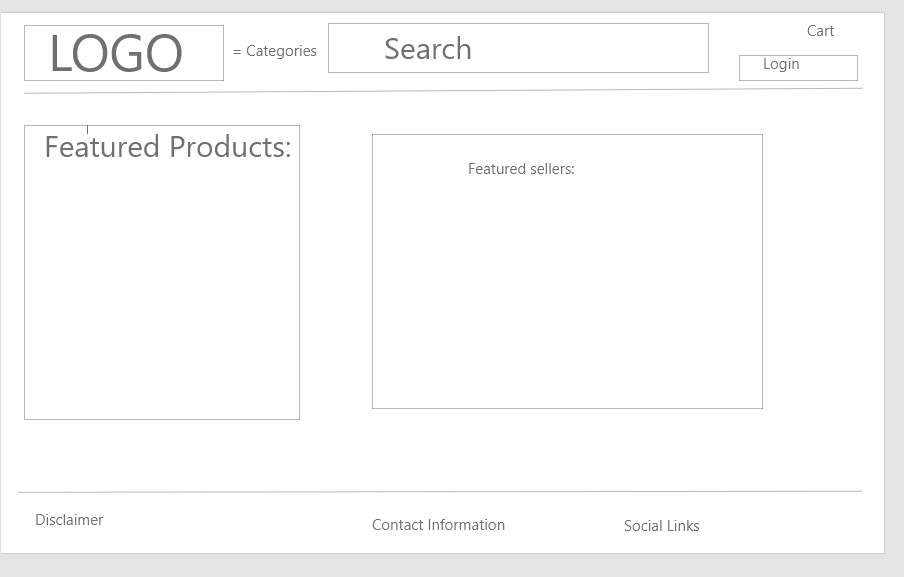 LOGO
= Categories
Search
Cart
Login
Featured Products:
Featured sellers:
Disclaimer
Contact Information
Social Links